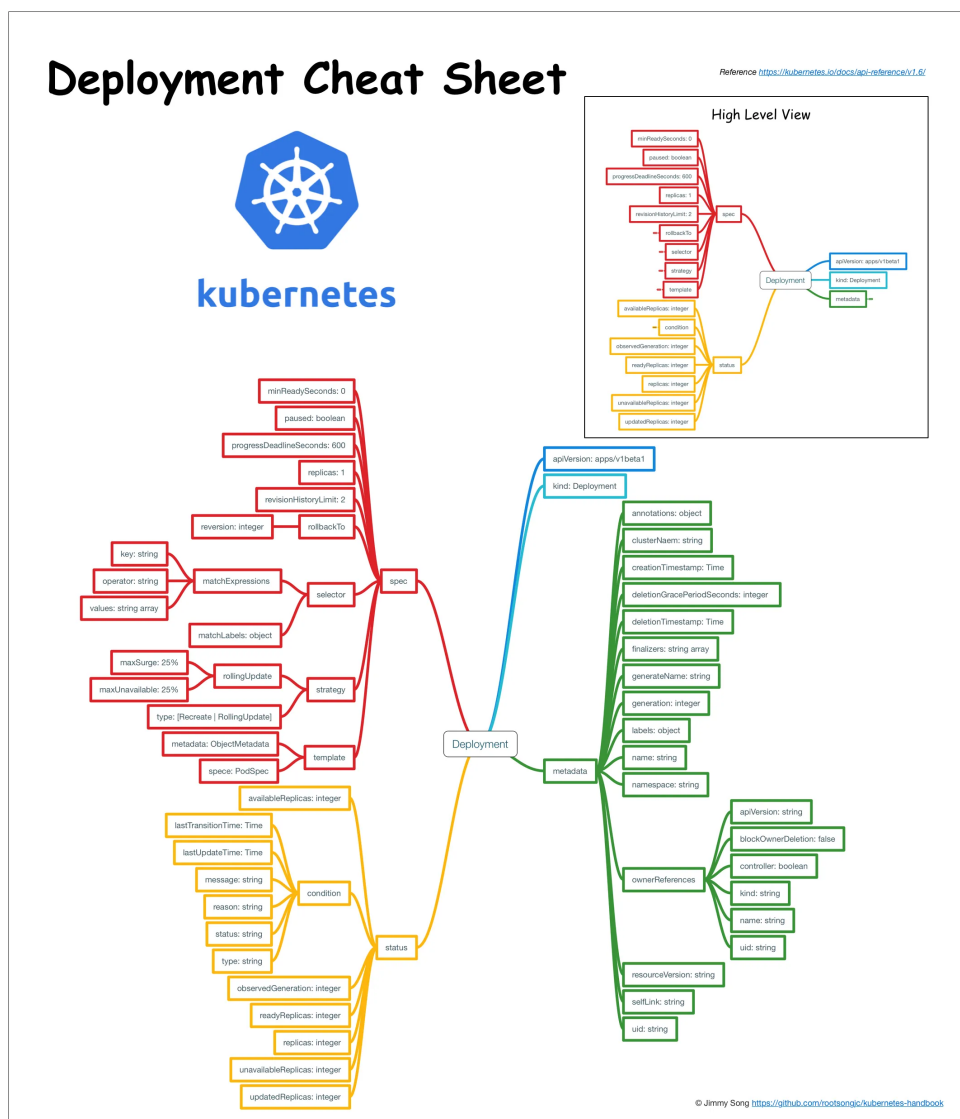 Deployment Cheat Sheet
Reference https://kubernetes.io/docs/api-reference/v1.6/
kubernetes
High Level View
minReadySeconds: 0
paused: boolean
progressDeadlineSeconds: 600
replicas: 1
revisionHistoryLimit: 2
rollbackTo
selector
strategy
template
spec
availableReplicas: integer
condition
observedGeneration: integer
readyReplicas: integer
replicas: integer
unavailableReplicas: integer
updatedReplicas: integer
status
Deployment
apiVersion: apps/v1beta1
kind: Deployment
metadata
minReadySeconds: 0
paused: boolean
progressDeadlineSeconds: 600
replicas: 1
revisionHistoryLimit: 2
reversion: integer
rollbackTo
key: string
operator: string
values: string array
matchExpressions
matchLabels: object
selector
maxSurge: 25%
maxUnavailable: 25%
rollingUpdate
type: [Recreate | RollingUpdate]
strategy
metadata: ObjectMetadata
spece: PodSpec
template
spec
availableReplicas: integer
lastTransitionTime: Time
lastUpdateTime: Time
message: string
reason: string
status: string
type: string
condition
observedGeneration: integer
readyReplicas: integer
replicas: integer
unavailableReplicas: integer
updatedReplicas: integer
status
Deployment
apiVersion: apps/v1beta1
kind: Deployment
metadata
annotations: object
clusterNaem: string
creationTimestamp: Time
deletionGracePeriodSeconds: integer
deletionTimestamp: Time
finalizers: string array
generateName: string
generation: integer
labels: object
name: string
namespace: string
ownerReferences
apiVersion: string
blockOwnerDeletion: false
controller: boolean
kind: string
name: string
uid: string
resourceVersion: string
selfLink: string
uid: string
© Jimmy Song https://github.com/rootsongjc/kubernetes-handbook